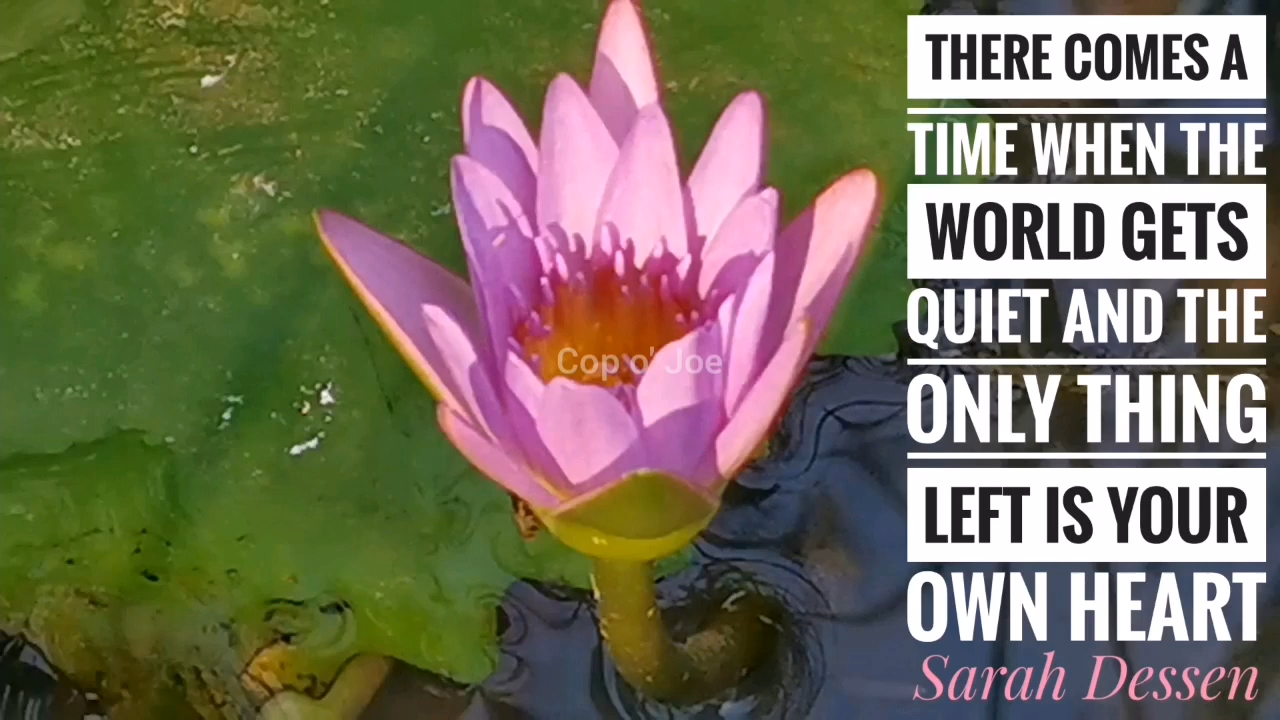 THERE COMES A
TIME WHEN THE
WORLD GETS
QUIET AND THE
ONLY THING
LEFT IS YOUR
OWN HEART
Sarah Dessen
Cop o' Joe